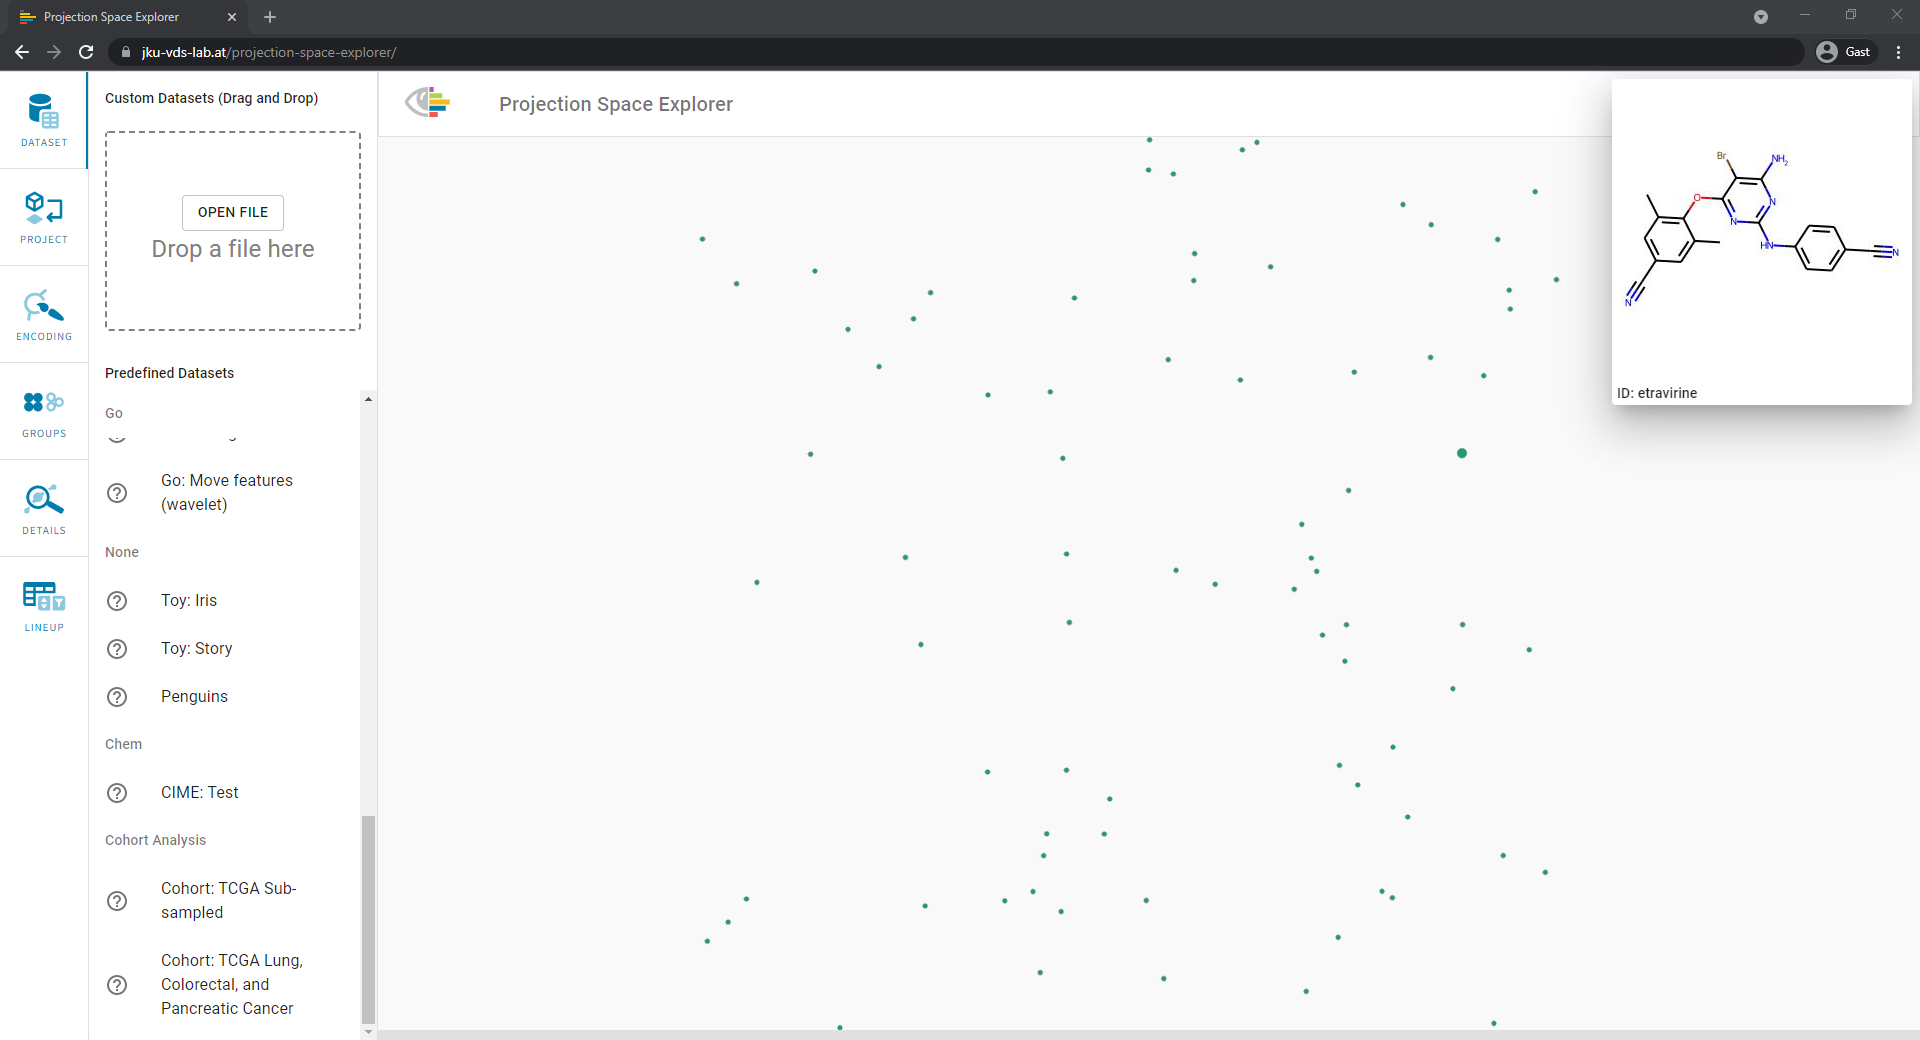 Projection Space Explorer
jku-vds-lab.at/projection-space-explorer/
Gast
DATASET
PROJECT
ENCODING
GROUPS
DETAILS
LINEUP
Custom Datasets (Drag and Drop)
OPEN FILE
Drop a file here
Predefined Datasets
Go
Go: Move features
(wavelet)
None
Toy: Iris
Toy: Story
Penguins
Chem
CIME: Test
Cohort Analysis
Cohort: TCGA Sub-
sampled
Cohort: TCGA Lung,
Colorectal, and
Pancreatic Cancer
Projection Space Explorer
Br
NH₂
O
N
N
HN
N
N
ID: etravirine